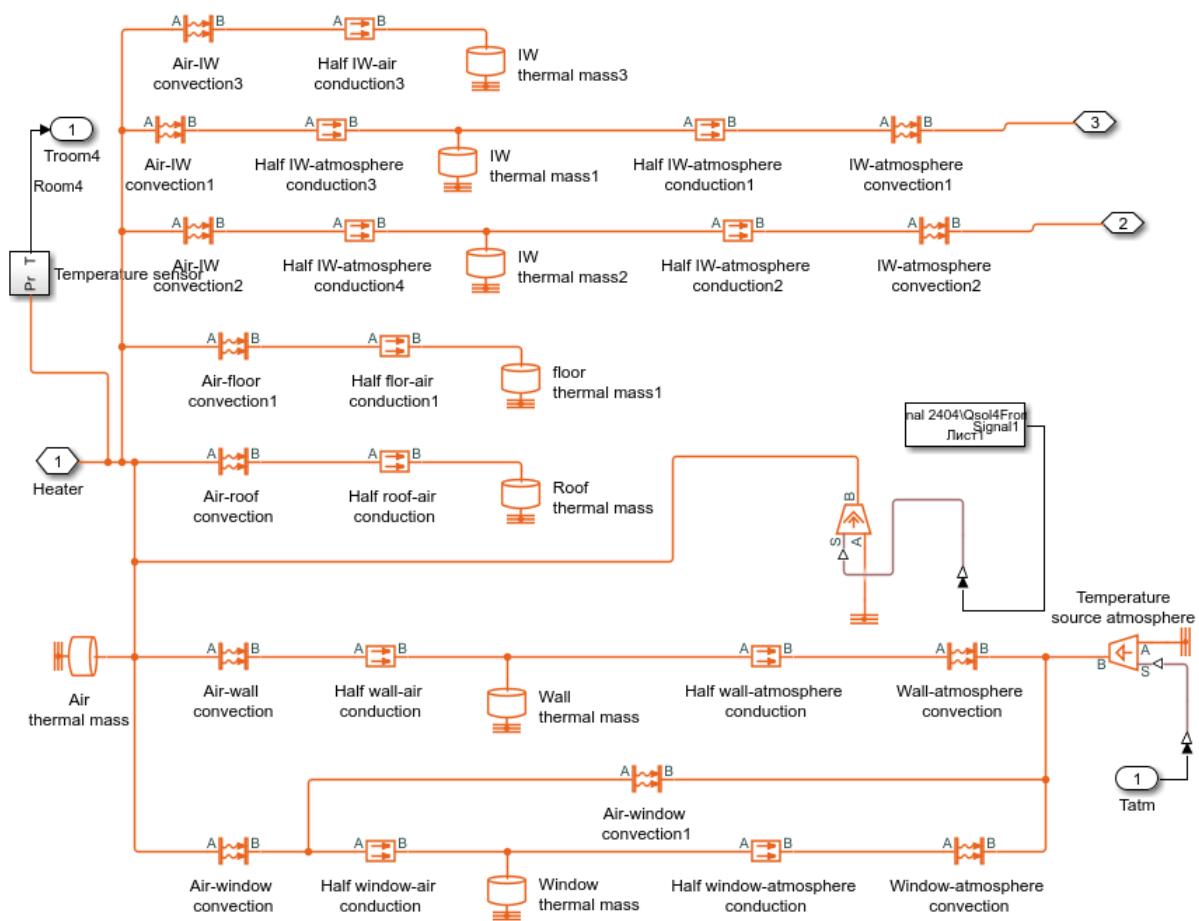 A B A B
Air-IW
convection3
Half IW-air
conduction3
IW
thermal mass3
1
Troom4
Room4
A B A B A B A B
Air-IW
convection1
Half IW-atmosphere
conduction3
IW
thermal mass1
Half IW-atmosphere
conduction1
IW-atmosphere
convection1
3
A B A B A B A B
T
Pr
Temperature sensor
Air-IW
convection2
Half IW-atmosphere
conduction4
IW
thermal mass2
Half IW-atmosphere
conduction2
IW-atmosphere
convection2
2
A B A B
Air-floor
convection1
Half flor-air
conduction1
floor
thermal mass1
nal 2404\Qsol4Fron
Signal1
Лист1
1
Heater
A B A B
Air-roof
convection
Half roof-air
conduction
Roof
thermal mass
B
S A
Temperature
source atmosphere
A
B S
Air
thermal mass
A B A B A B A B
Air-wall
convection
Half wall-air
conduction
Wall
thermal mass
Half wall-atmosphere
conduction
Wall-atmosphere
convection
A B
Air-window
convection1
1
Tatm
A B A B A B A B
Air-window
convection
Half window-air
conduction
Window
thermal mass
Half window-atmosphere
conduction
Window-atmosphere
convection